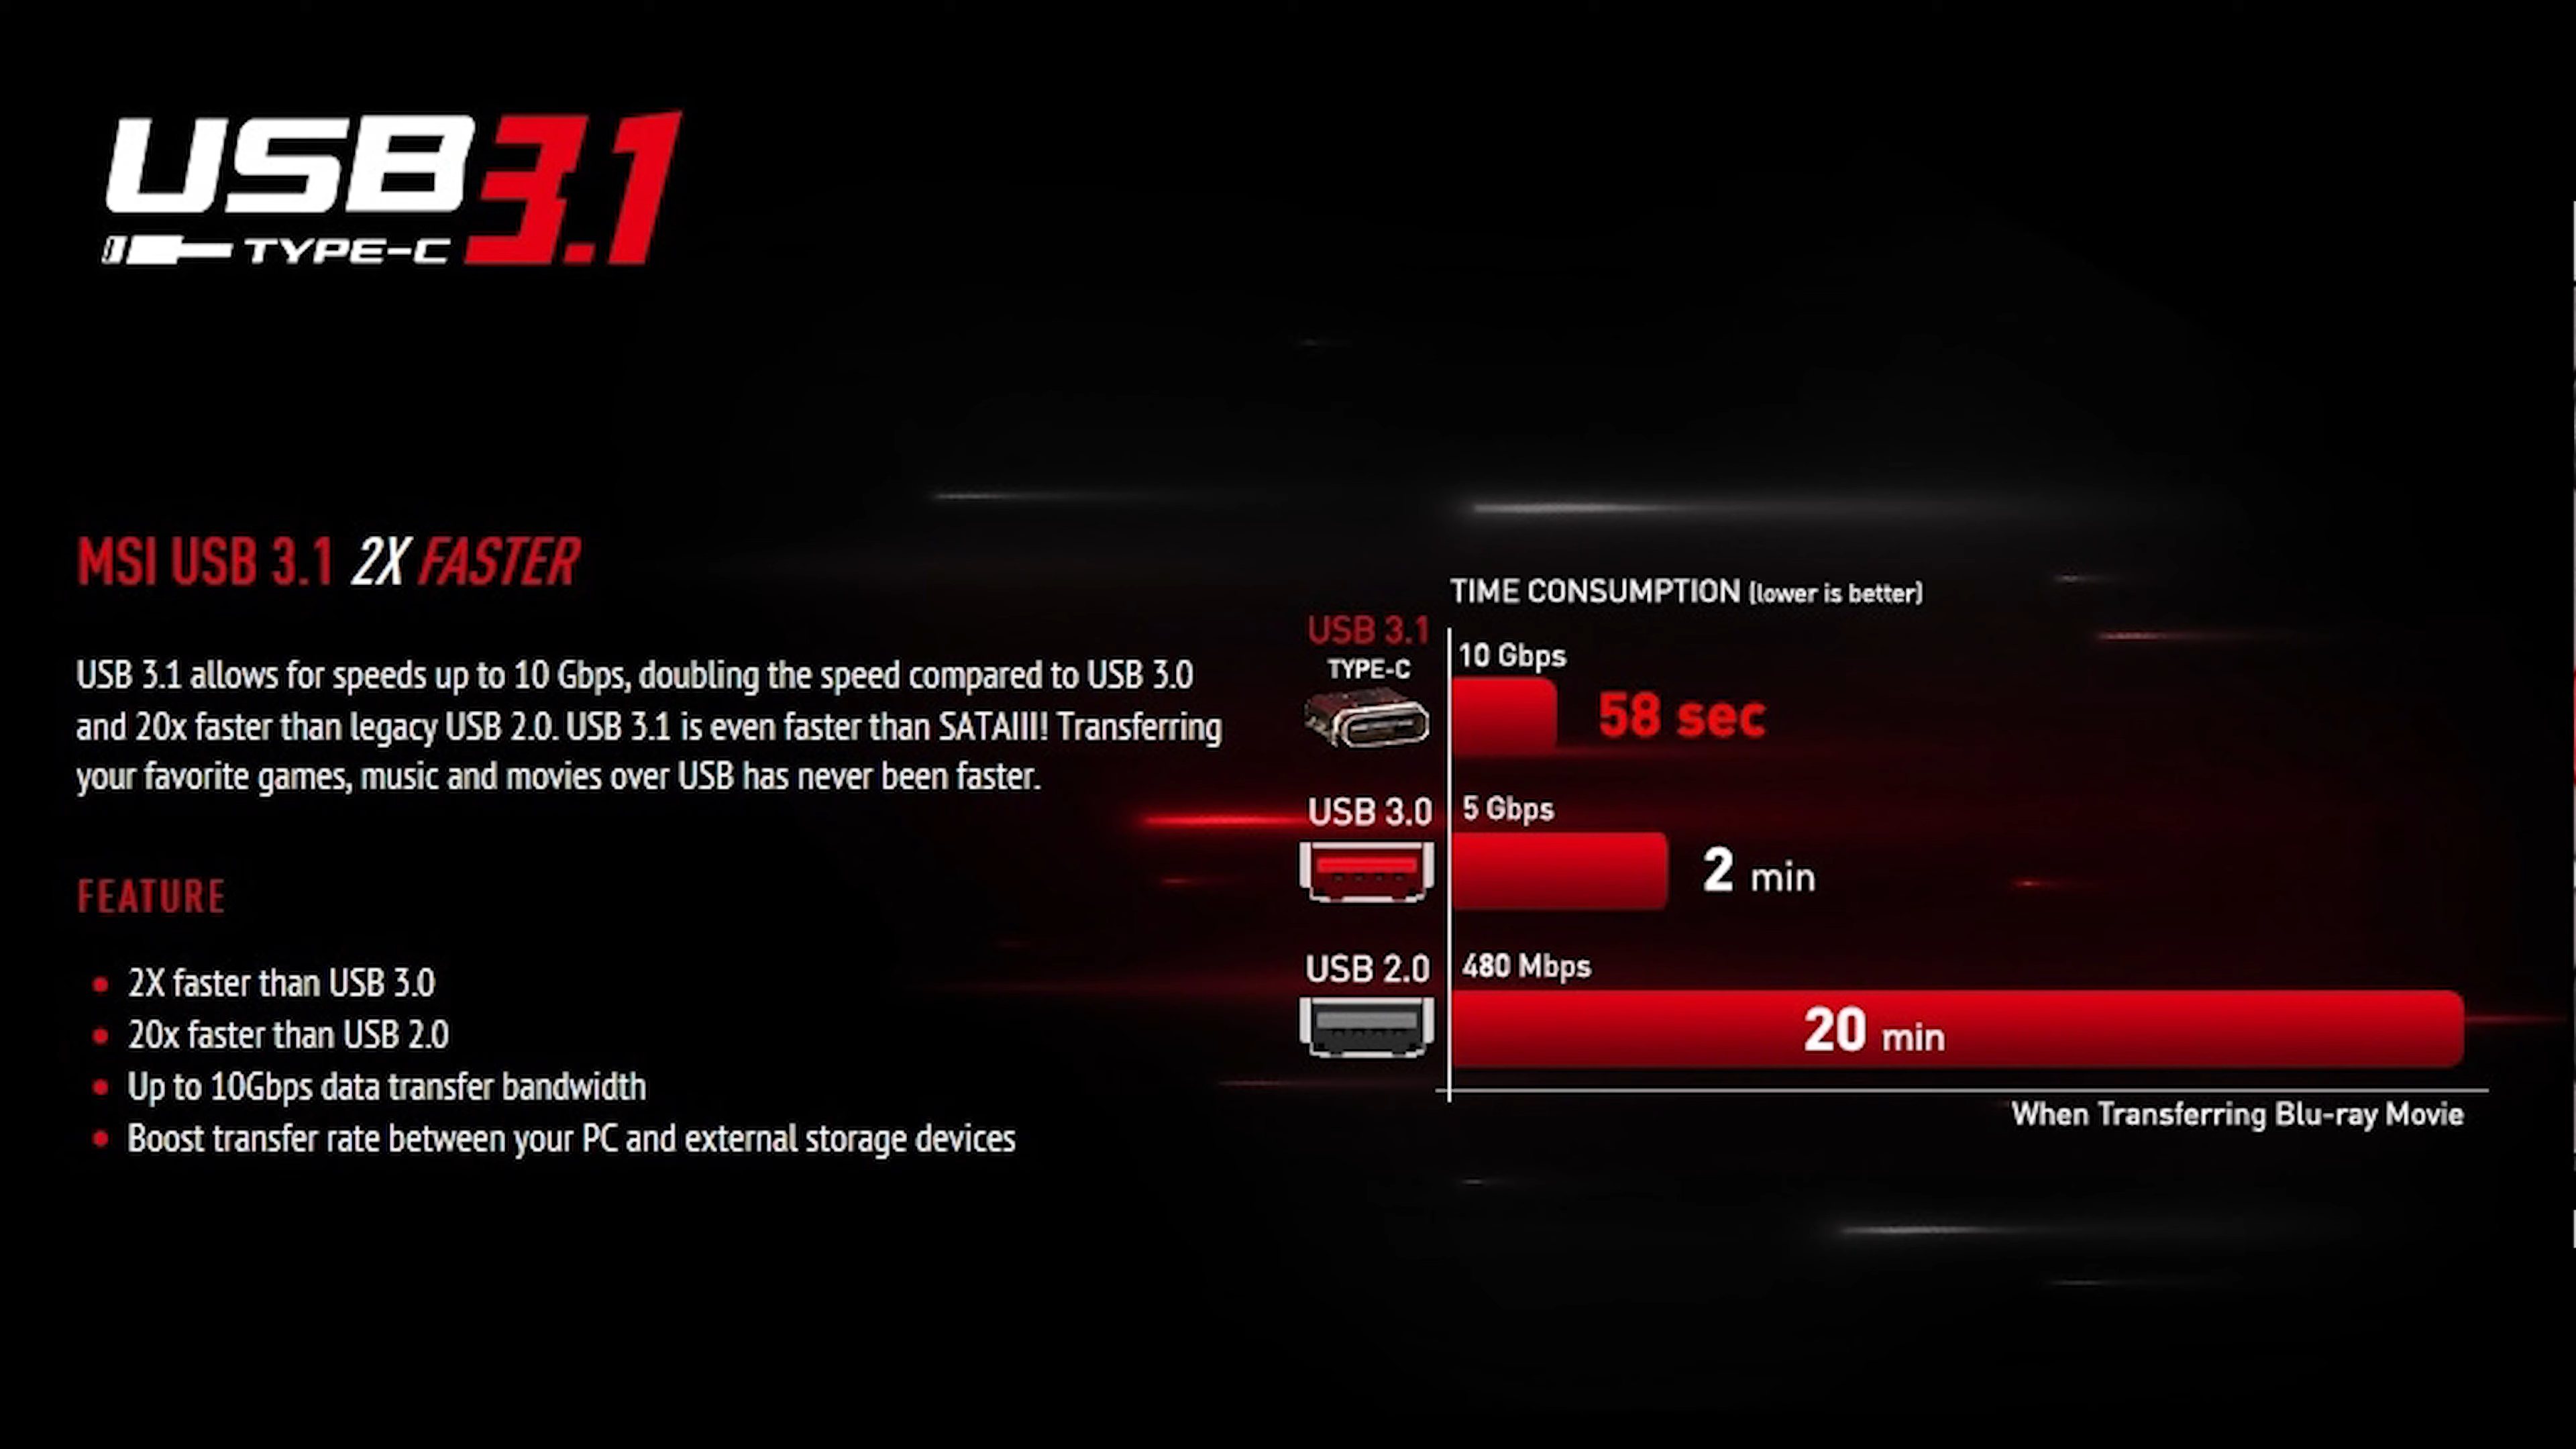 USB 3.1
TYPE-C
MSI USB 3.1 2X FASTER
USB 3.1 allows for speeds up to 10 Gbps, doubling the speed compared to USB 3.0
and 20x faster than legacy USB 2.0. USB 3.1 is even faster than SATAIII! Transferring
your favorite games, music and movies over USB has never been faster.
FEATURE
• 2X faster than USB 3.0
• 20x faster than USB 2.0
• Up to 10Gbps data transfer bandwidth
• Boost transfer rate between your PC and external storage devices
TIME CONSUMPTION (lower is better)
USB 3.1
TYPE-C
10 Gbps
58 sec
USB 3.0
5 Gbps
2 min
USB 2.0
480 Mbps
20 min
When Transferring Blu-ray Movie